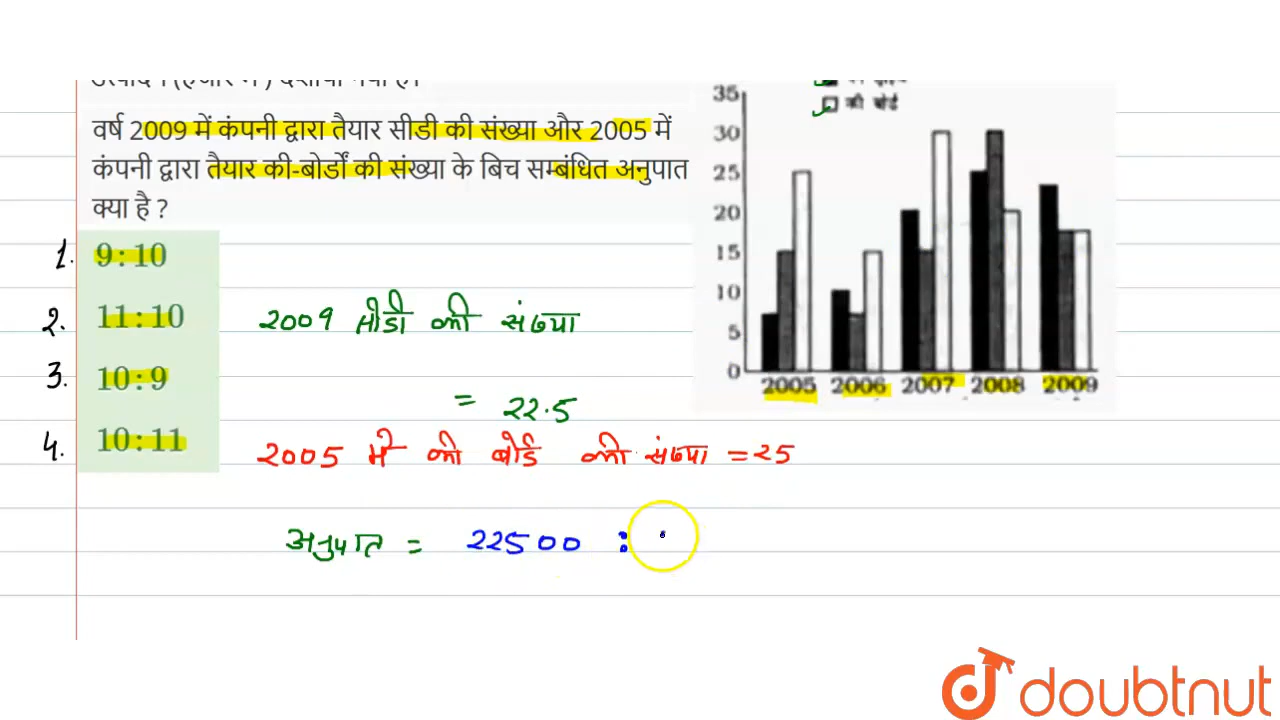 वर्ष 2009 में कंपनी द्वारा तैयार सीडी की संख्या और 2005 में
कंपनी द्वारा तैयार की-बोर्डों की संख्या के बिच सम्बंधित अनुपात
क्या है ?
1. 9:10
2. 11:10
3. 10:9
4. 10:11
2009 सीडी की संख्या
= 22.5
2005 में की बोर्ड की संख्या = 25
अनुपात = 22500 :
की बोर्ड
35
30
25
20
15
10
5
0
2005 2006 2007 2008 2009
doubtnut